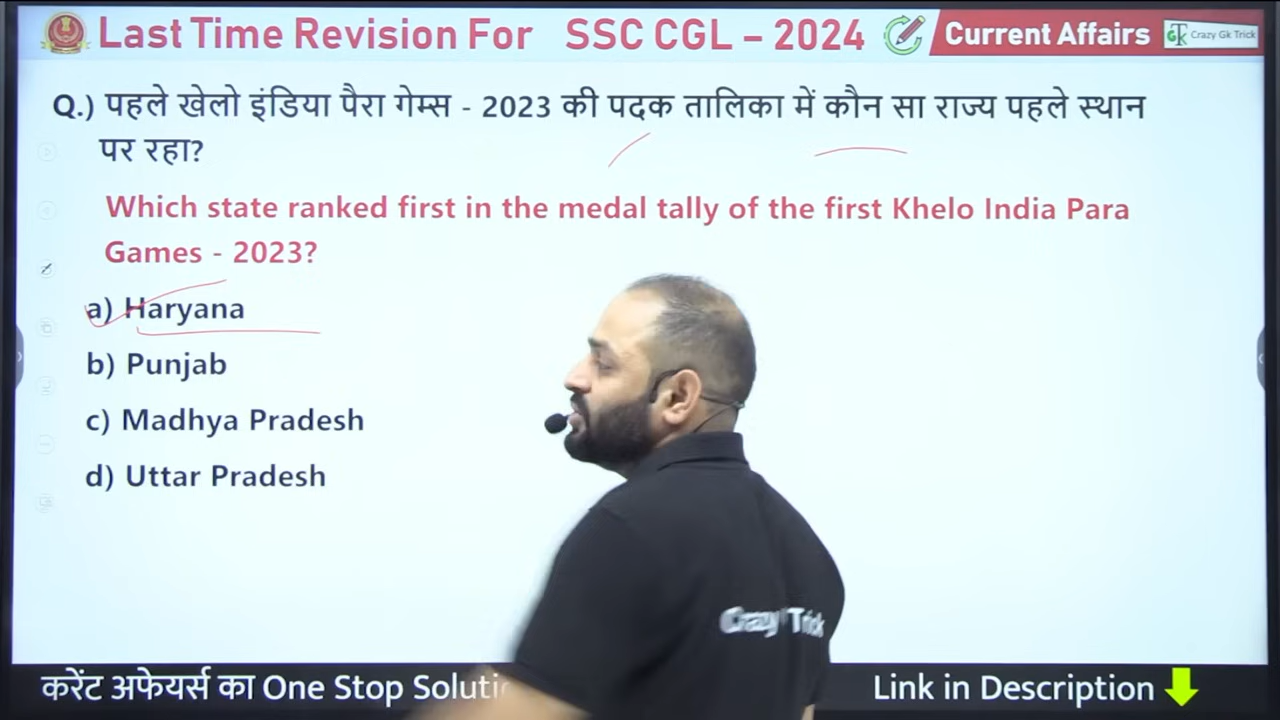 Last Time Revision For SSC CGL – 2024
Current Affairs
Crazy Gk Trick
Q.) पहले खेलो इंडिया पैरा गेम्स - 2023 की पदक तालिका में कौन सा राज्य पहले स्थान
पर रहा?
Which state ranked first in the medal tally of the first Khelo India Para
Games - 2023?
a) Haryana
b) Punjab
c) Madhya Pradesh
d) Uttar Pradesh
Crazy Trick
करेंट अफेयर्स का One Stop
Link in Description